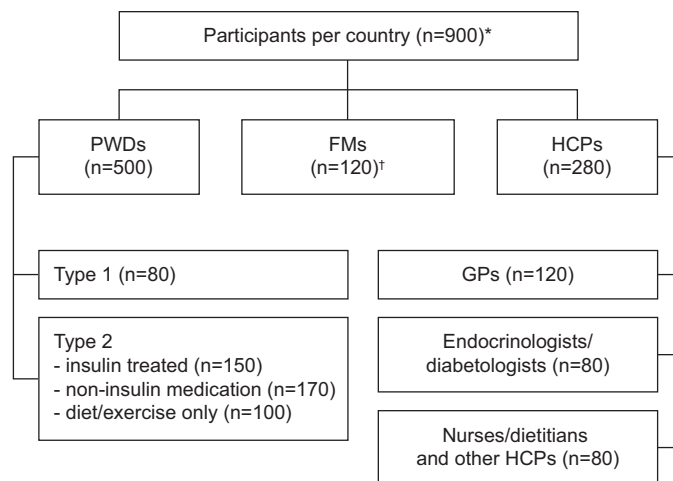 Participants per country (n=900)*
PWDs
(n=500)
FMs
(n=120)†
HCPs
(n=280)
Type 1 (n=80)
Type 2
- insulin treated (n=150)
- non-insulin medication (n=170)
- diet/exercise only (n=100)
GPs (n=120)
Endocrinologists/
diabetologists (n=80)
Nurses/dietitians
and other HCPs (n=80)